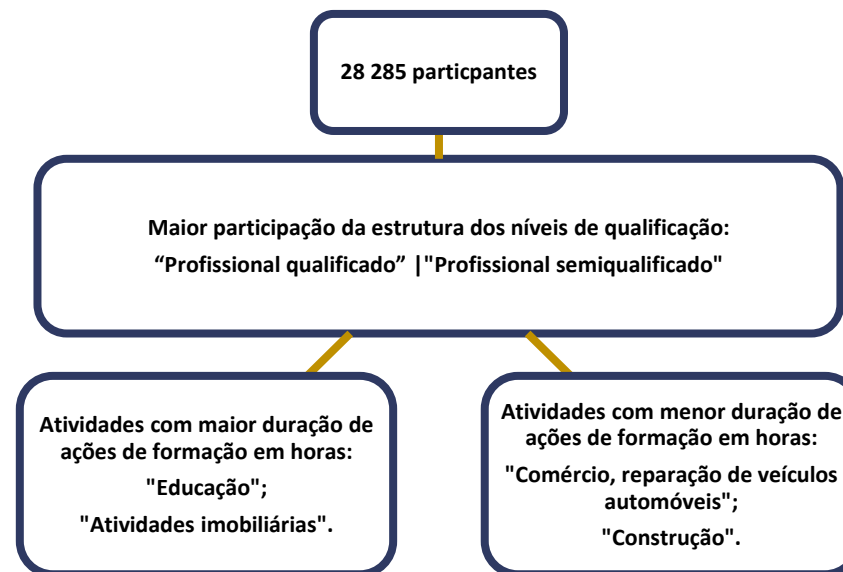 28 285 particpantes
Maior participação da estrutura dos níveis de qualificação:
“Profissional qualificado” |"Profissional semiqualificado"
Atividades com maior duração de
ações de formação em horas:
"Educação";
"Atividades imobiliárias".
Atividades com menor duração de
ações de formação em horas:
"Comércio, reparação de veículos
automóveis";
"Construção".